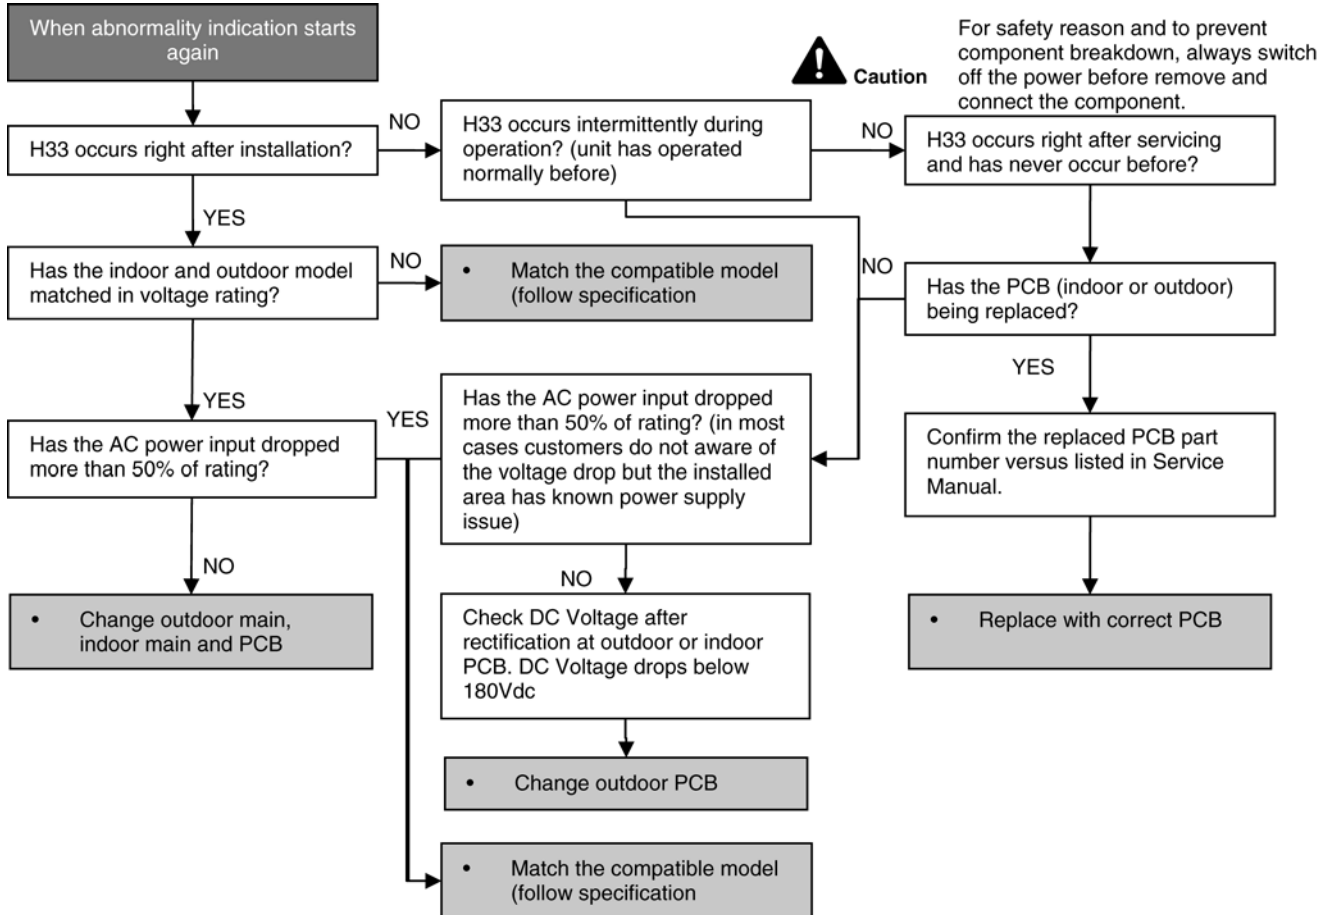 When abnormality indication starts
again
Caution
For safety reason and to prevent
component breakdown, always switch
off the power before remove and
connect the component.
H33 occurs right after installation?
NO
H33 occurs intermittently during
operation? (unit has operated
normally before)
NO
H33 occurs right after servicing
and has never occur before?
YES
Has the indoor and outdoor model
matched in voltage rating?
NO
• Match the compatible model
(follow specification
NO
Has the PCB (indoor or outdoor)
being replaced?
YES
YES
Has the AC power input dropped
more than 50% of rating?
YES
Has the AC power input dropped
more than 50% of rating? (in most
cases customers do not aware of
the voltage drop but the installed
area has known power supply
issue)
Confirm the replaced PCB part
number versus listed in Service
Manual.
NO
• Change outdoor main,
indoor main and PCB
NO
Check DC Voltage after
rectification at outdoor or indoor
PCB. DC Voltage drops below
180Vdc
• Replace with correct PCB
• Change outdoor PCB
• Match the compatible model
(follow specification